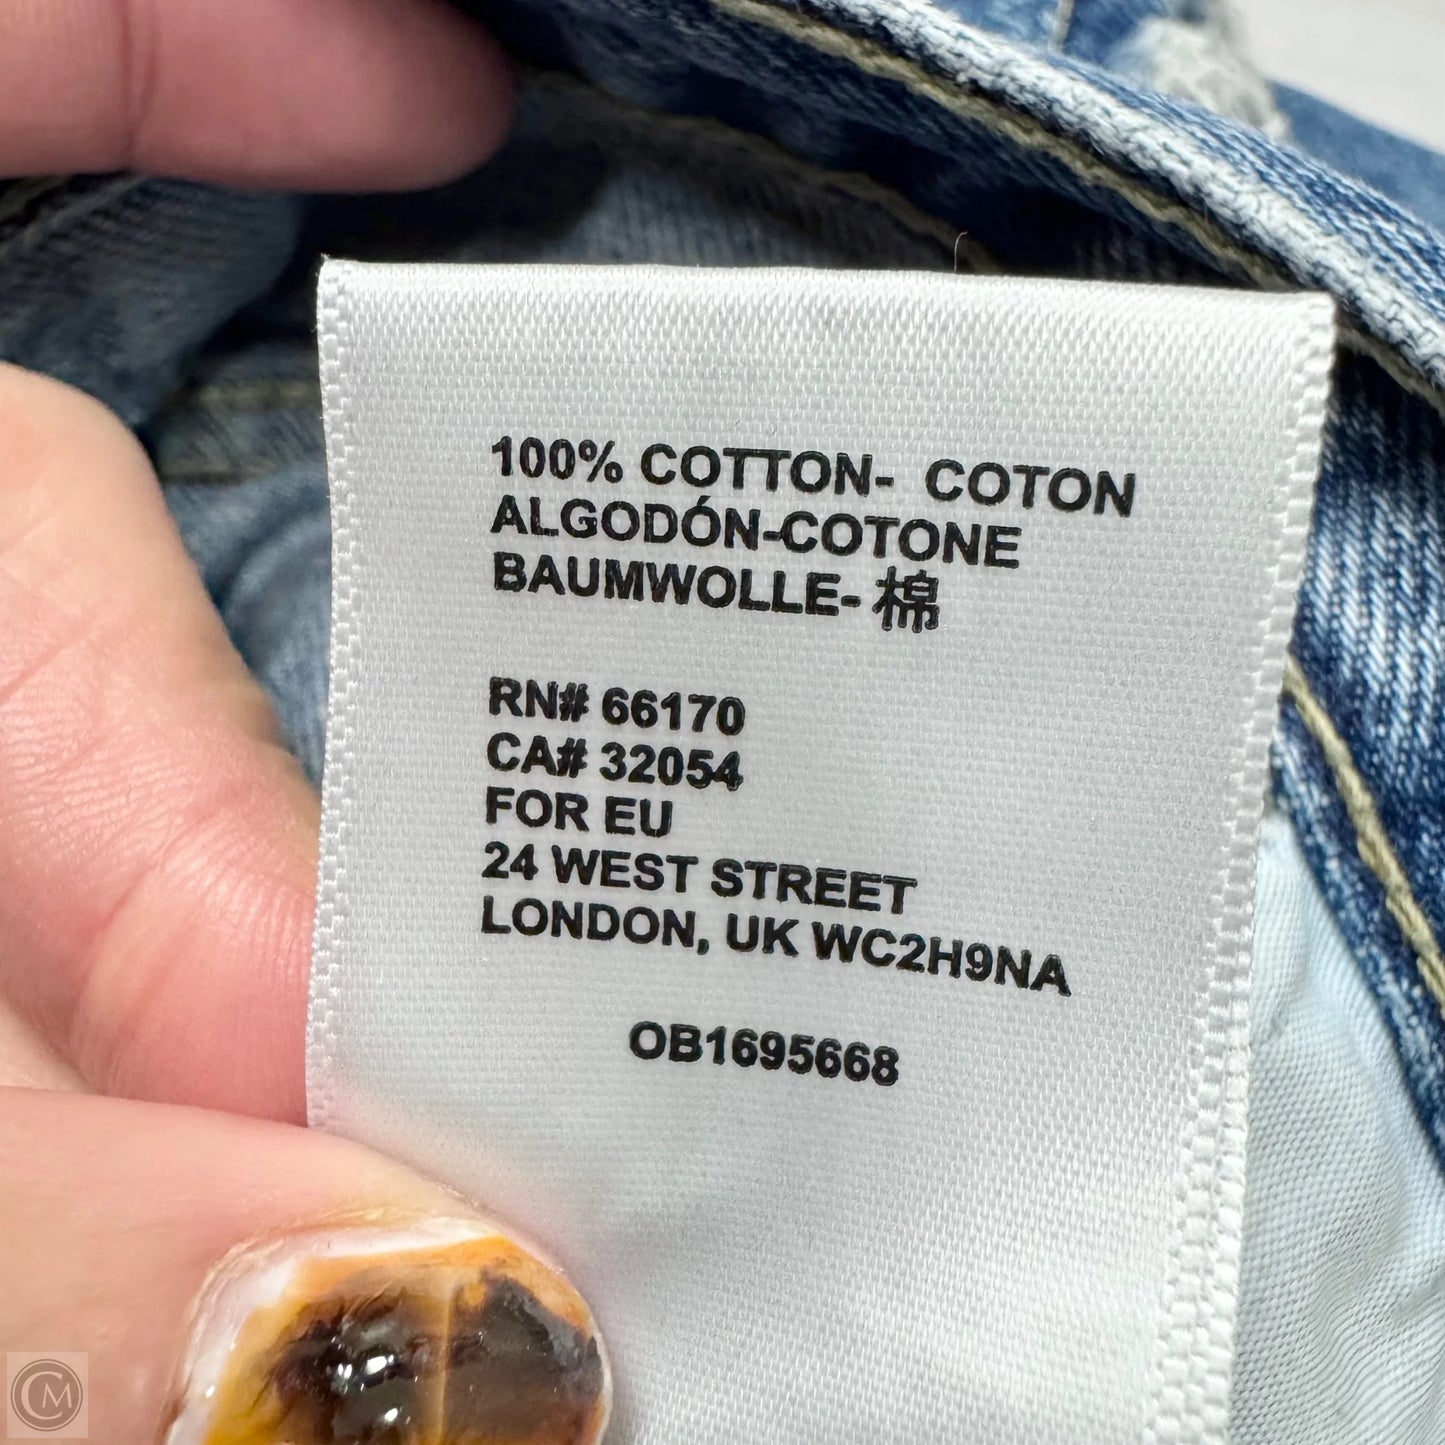 100% COTTON- COTON
ALGODÓN-COTONE
BAUMWOLLE- 棉
RN# 66170
CA# 32054
FOR EU
24 WEST STREET
LONDON, UK WC2H9NA
OB1695668
CM